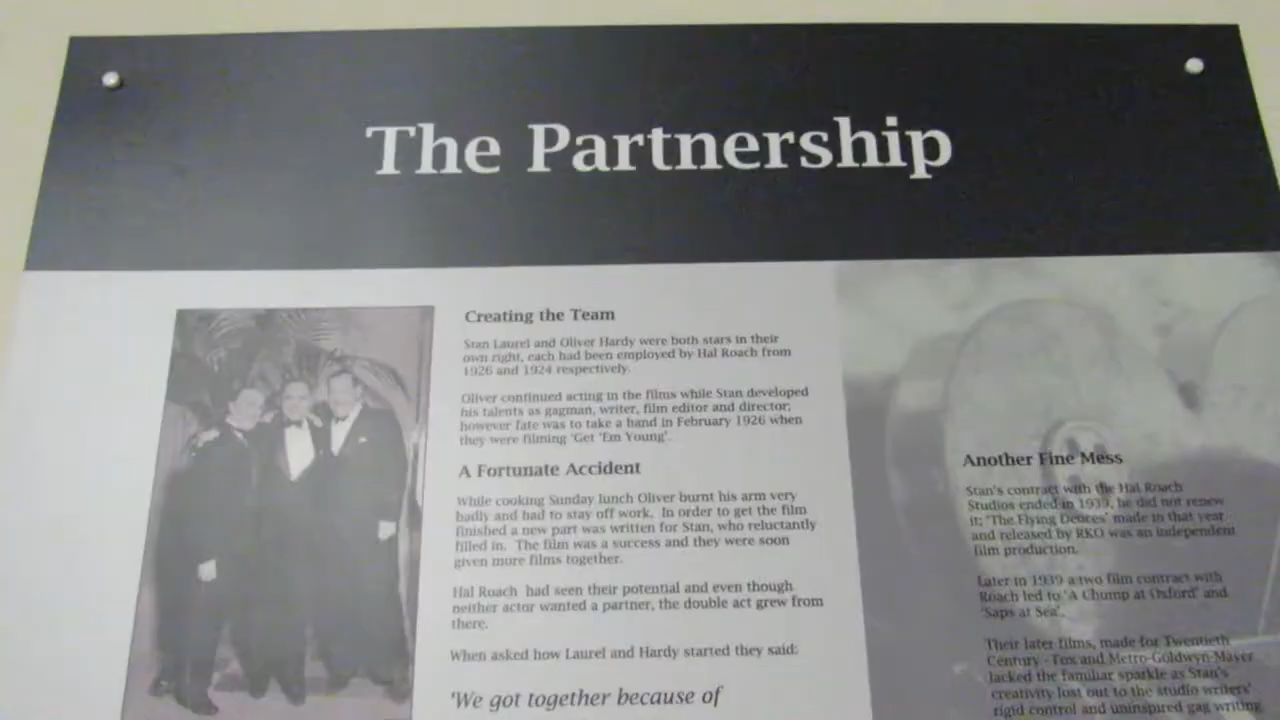 The Partnership
Creating the Team
Stan Laurel and Oliver Hardy were both stars in their
own right, each had been employed by Hal Roach from
1926 and 1924 respectively.
Oliver continued acting in the films while Stan developed
his talents as gagman, writer, film editor and director;
however fate was to take a hand in February 1926 when
they were filming 'Get 'Em Young'.
A Fortunate Accident
While cooking Sunday lunch Oliver burnt his arm very
badly and had to stay off work. In order to get the film
finished a new part was written for Stan, who reluctantly
filled in. The film was a success and they were soon
given more films together.
Hal Roach had seen their potential and even though
neither actor wanted a partner, the double act grew from
there.
When asked how Laurel and Hardy started they said:
'We got together because of
Another Fine Mess
Stan's contract with the Hal Roach
Studios ended in 1939, he did not renew
it; 'The Flying Deuces' made in that year
and released by RKO was an independent
film production.
Later in 1939 a two film contract with
Roach led to 'A Chump at Oxford' and
'Saps at Sea'.
Their later films, made for Twentieth
Century - Fox and Metro-Goldwyn-Mayer
lacked the familiar sparkle as Stan's
creativity lost out to the studio writers'
rigid control and uninspired gag writing